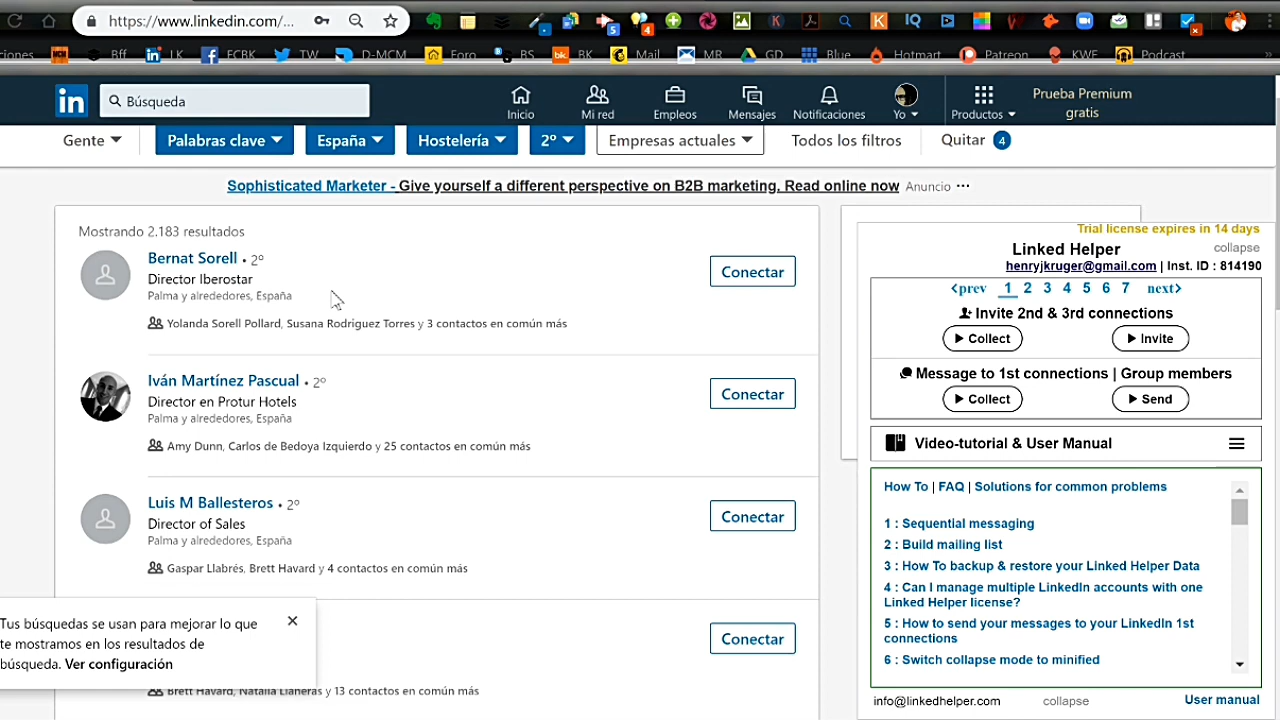 https://www.linkedin.com/...
5
4
IQ
K
ciones
Bff
LK
FCBK
TW
D-MCM
Foro
BS
BK
Mail
MR
GD
Blue
Hotmart
Patreon
KWF
Podcast
»
in
Búsqueda
Inicio
Mi red
Empleos
Mensajes
Notificaciones
Yo
Productos
Prueba Premium
gratis
Gente
Palabras clave
España
Hostelería
2º
Empresas actuales
Todos los filtros
Quitar 4
Sophisticated Marketer - Give yourself a different perspective on B2B marketing. Read online now Anuncio ···
Mostrando 2.183 resultados
Bernat Sorell • 2º
Director Iberostar
Palma y alrededores, España
Yolanda Sorell Pollard, Susana Rodriguez Torres y 3 contactos en común más
Conectar
Iván Martínez Pascual • 2º
Director en Protur Hotels
Palma y alrededores, España
Amy Dunn, Carlos de Bedoya Izquierdo y 25 contactos en común más
Conectar
Luis M Ballesteros • 2º
Director of Sales
Palma y alrededores, España
Gaspar Llabrés, Brett Havard y 4 contactos en común más
Conectar
Conectar
Brett Havard, Natalia Llaneras y 13 contactos en común más
Tus búsquedas se usan para mejorar lo que
te mostramos en los resultados de
búsqueda. Ver configuración
Trial license expires in 14 days
Linked Helper
collapse
henryjkruger@gmail.com | Inst. ID : 814190
<prev 1 2 3 4 5 6 7 next>
Invite 2nd & 3rd connections
Collect
Invite
Message to 1st connections | Group members
Collect
Send
Video-tutorial & User Manual
How To | FAQ | Solutions for common problems
1 : Sequential messaging
2 : Build mailing list
3 : How To backup & restore your Linked Helper Data
4 : Can I manage multiple LinkedIn accounts with one
Linked Helper license?
5 : How to send your messages to your LinkedIn 1st
connections
6 : Switch collapse mode to minified
info@linkedhelper.com
collapse
User manual